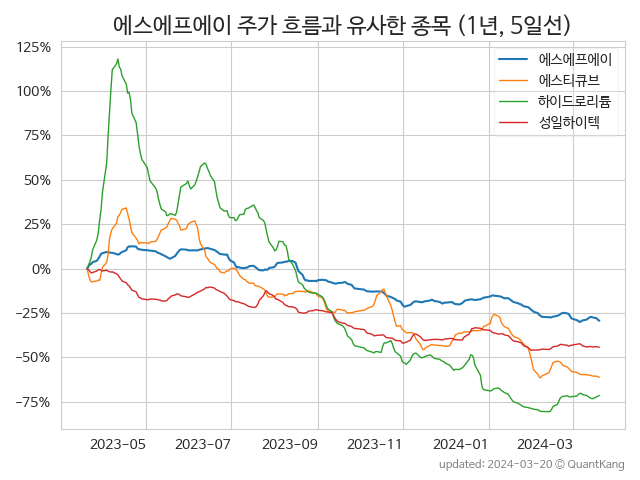 에스에프에이 주가 흐름과 유사한 종목 (1년, 5일선)
125%
100%
75%
50%
25%
0%
−25%
−50%
−75%
에스에프에이
에스티큐브
하이드로리튬
성일하이텍
2023-05 2023-07 2023-09 2023-11 2024-01 2024-03
updated: 2024-03-20 © QuantKang